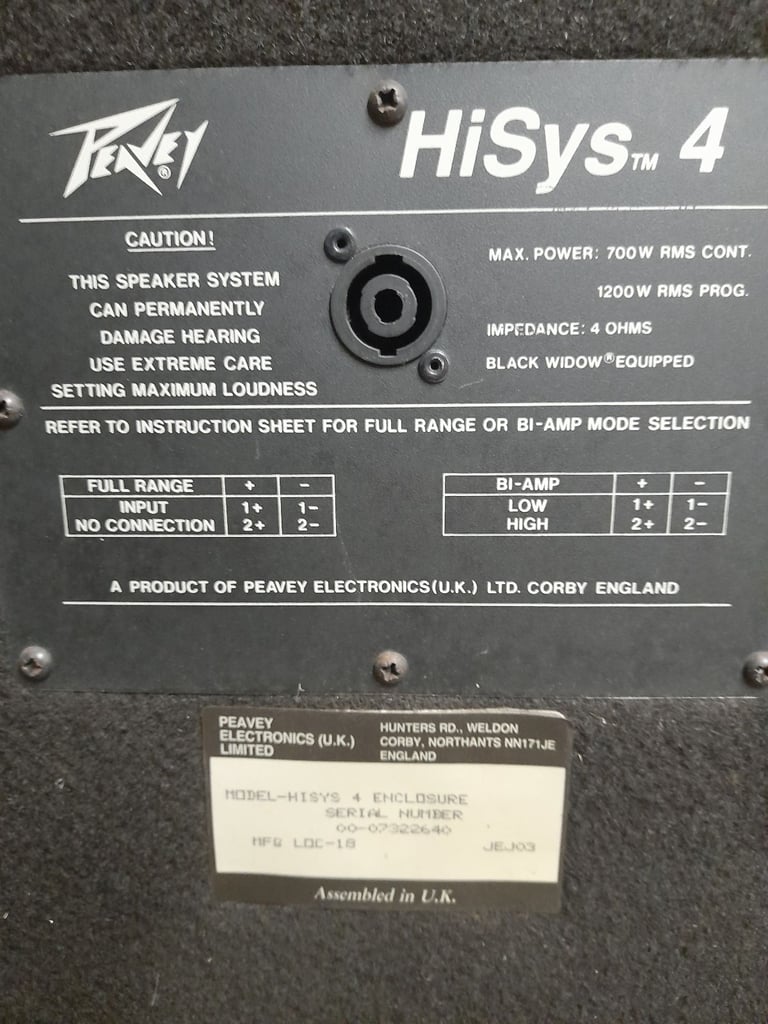 PEAVEY®
HiSys™ 4
CAUTION!
THIS SPEAKER SYSTEM
CAN PERMANENTLY
DAMAGE HEARING
USE EXTREME CARE
SETTING MAXIMUM LOUDNESS
MAX. POWER: 700W RMS CONT.
1200W RMS PROG.
IMPEDANCE: 4 OHMS
BLACK WIDOW® EQUIPPED
REFER TO INSTRUCTION SHEET FOR FULL RANGE OR BI-AMP MODE SELECTION
FULL RANGE + −
INPUT 1+ 1−
NO CONNECTION 2+ 2−
BI-AMP + −
LOW 1+ 1−
HIGH 2+ 2−
A PRODUCT OF PEAVEY ELECTRONICS (U.K.) LTD. CORBY ENGLAND
PEAVEY
ELECTRONICS (U.K.)
LIMITED
HUNTERS RD., WELDON
CORBY, NORTHANTS NN171JE
ENGLAND
MODEL-HISYS 4 ENCLOSURE
SERIAL NUMBER
00-07322640
MFG LOC-18 JEJ03
Assembled in U.K.